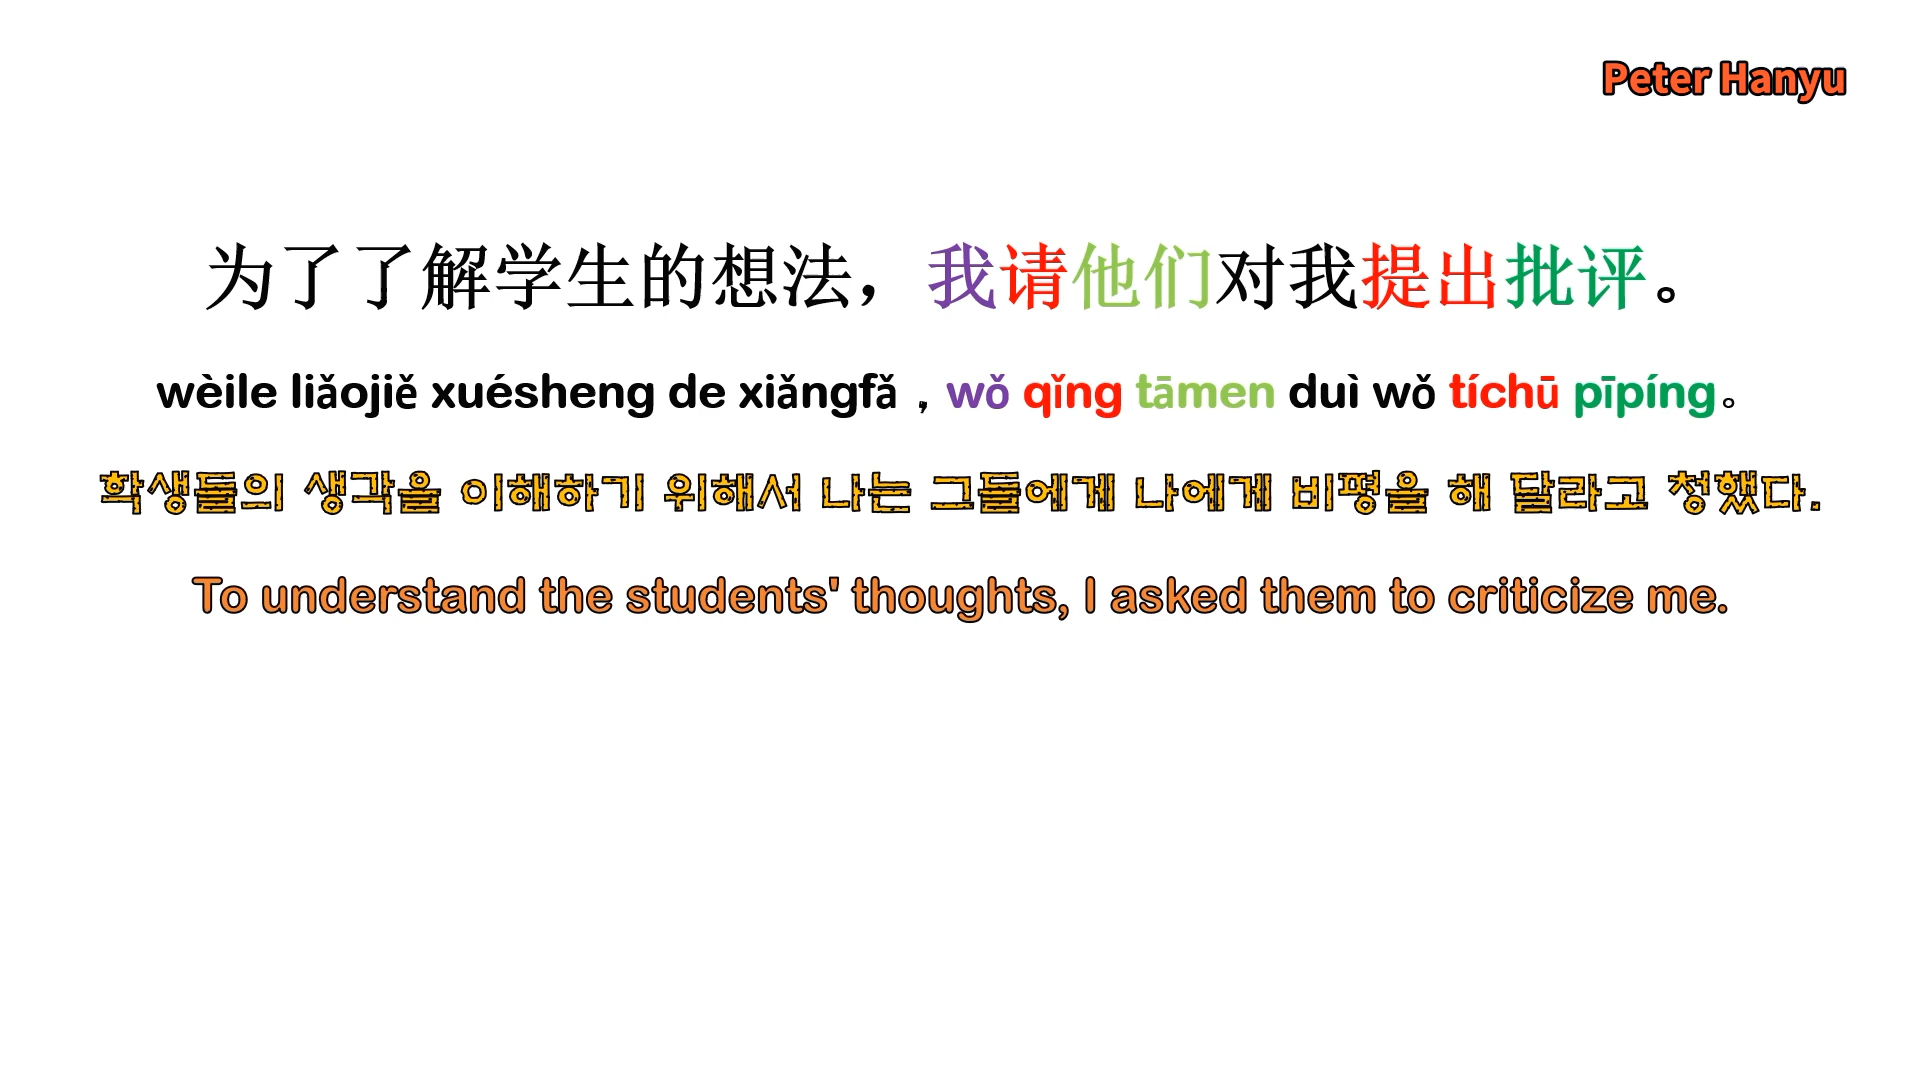 Peter Hanyu
为了了解学生的想法，我请他们对我提出批评。
wèile liǎojiě xuésheng de xiǎngfǎ，wǒ qǐng tāmen duì wǒ tíchū pīpíng。
학생들의 생각을 이해하기 위해서 나는 그들에게 나에게 비평을 해 달라고 청했다.
To understand the students' thoughts, I asked them to criticize me.